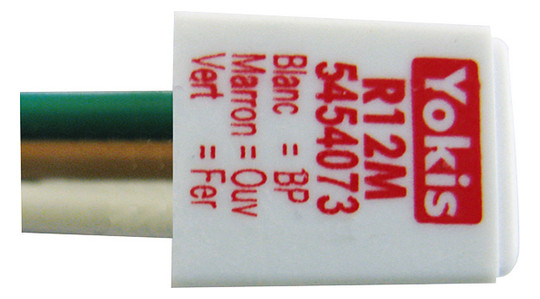 Yokis
R12M
5454073
Blanc = BP
Marron = Ouv
Vert = Fer